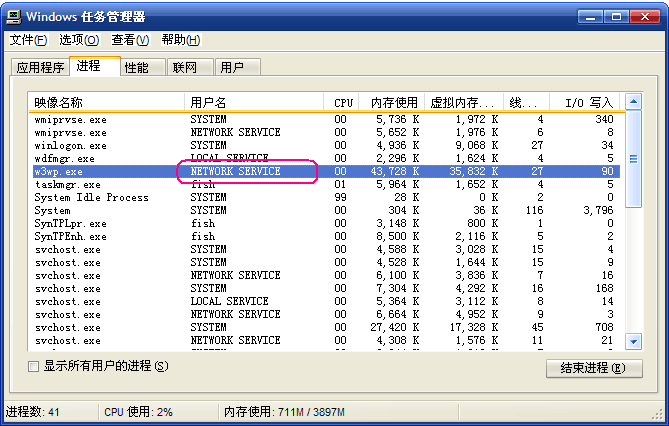 Windows 任务管理器
文件(F) 选项(O) 查看(V) 帮助(H)
应用程序 进程 性能 联网 用户
映像名称 用户名 CPU 内存使用 虚拟内存... 线... I/O 写入
wmiprvse.exe SYSTEM 00 5,736 K 1,972 K 4 340
wmiprvse.exe NETWORK SERVICE 00 5,652 K 1,976 K 6 8
winlogon.exe SYSTEM 00 4,936 K 9,068 K 27 34
wdfmgr.exe LOCAL SERVICE 00 2,296 K 1,624 K 4 5
w3wp.exe NETWORK SERVICE 00 43,728 K 35,832 K 27 90
taskmgr.exe fish 01 5,964 K 1,652 K 4 5
System Idle Process SYSTEM 99 28 K 0 K 2 0
System SYSTEM 00 304 K 36 K 116 3,796
SynTPLpr.exe fish 00 3,148 K 800 K 1 0
SynTPEnh.exe fish 00 8,500 K 2,116 K 5 2
svchost.exe SYSTEM 00 4,588 K 3,028 K 15 4
svchost.exe SYSTEM 00 4,528 K 1,644 K 15 9
svchost.exe NETWORK SERVICE 00 6,100 K 3,836 K 7 16
svchost.exe SYSTEM 00 7,304 K 4,292 K 16 168
svchost.exe LOCAL SERVICE 00 5,364 K 3,112 K 8 14
svchost.exe NETWORK SERVICE 00 6,664 K 4,952 K 9 3
svchost.exe SYSTEM 00 27,420 K 17,328 K 45 708
svchost.exe NETWORK SERVICE 00 4,308 K 1,576 K 11 21
显示所有用户的进程(S) 结束进程(E)
进程数: 41 CPU 使用: 2% 内存使用: 711M / 3897M